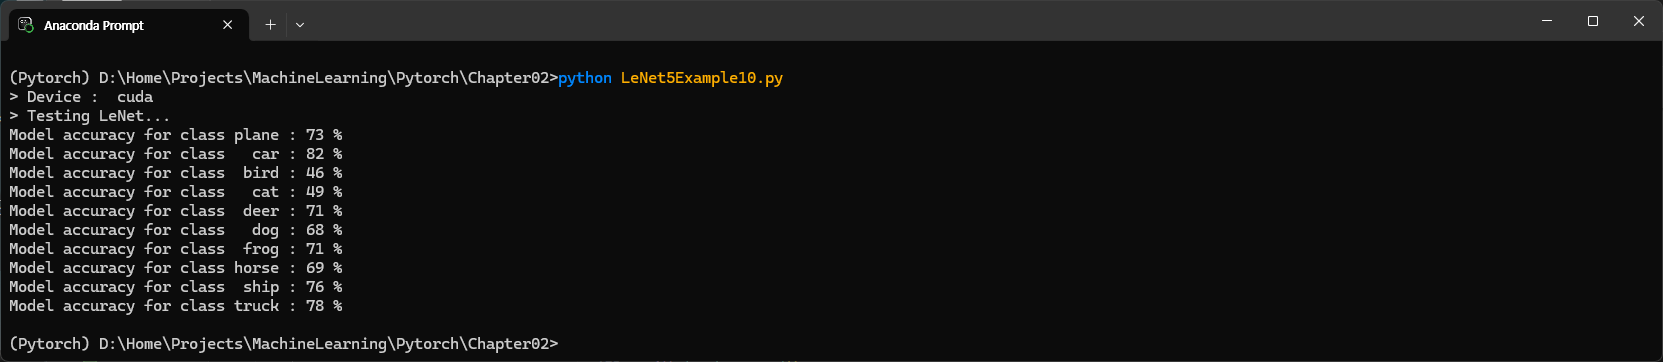 Anaconda Prompt
(Pytorch) D:\Home\Projects\MachineLearning\Pytorch\Chapter02>python LeNet5Example10.py
> Device :  cuda
> Testing LeNet...
Model accuracy for class plane : 73 %
Model accuracy for class   car : 82 %
Model accuracy for class  bird : 46 %
Model accuracy for class   cat : 49 %
Model accuracy for class  deer : 71 %
Model accuracy for class   dog : 68 %
Model accuracy for class  frog : 71 %
Model accuracy for class horse : 69 %
Model accuracy for class  ship : 76 %
Model accuracy for class truck : 78 %
(Pytorch) D:\Home\Projects\MachineLearning\Pytorch\Chapter02>